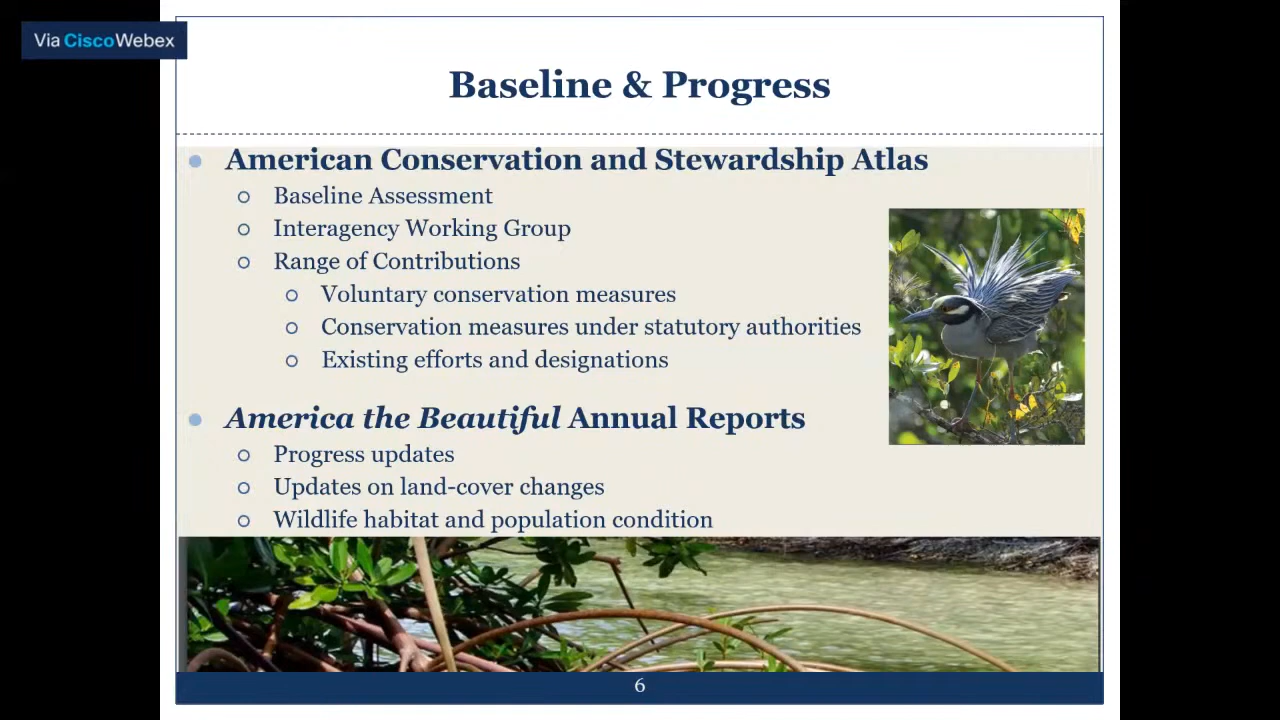 Via CiscoWebex
Baseline & Progress
American Conservation and Stewardship Atlas
Baseline Assessment
Interagency Working Group
Range of Contributions
Voluntary conservation measures
Conservation measures under statutory authorities
Existing efforts and designations
America the Beautiful Annual Reports
Progress updates
Updates on land-cover changes
Wildlife habitat and population condition
6